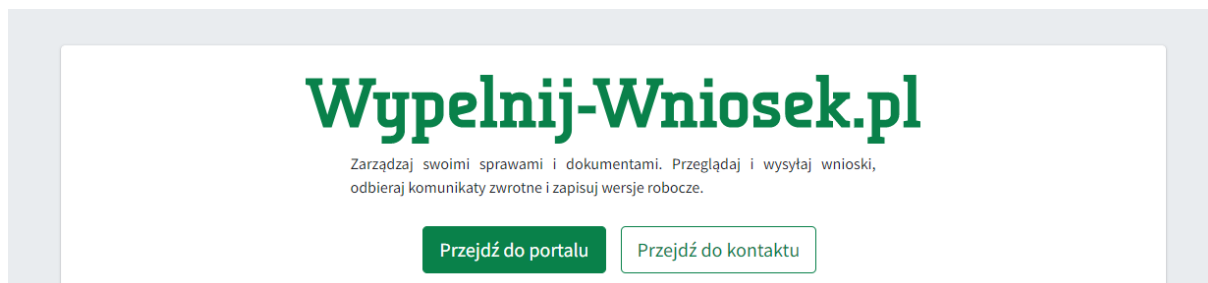 Wypelnij-Wniosek.pl
Zarządzaj swoimi sprawami i dokumentami. Przeglądaj i wysyłaj wnioski,
odbieraj komunikaty zwrotne i zapisuj wersje robocze.
Przejdź do portalu Przejdź do kontaktu